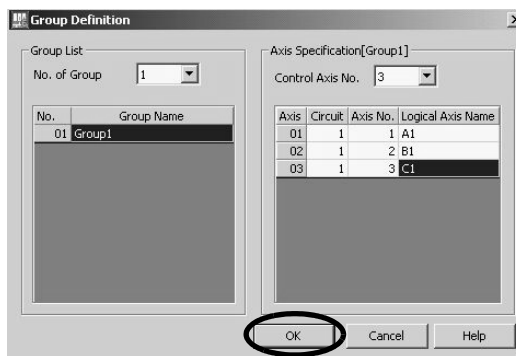 Group Definition
Group List
No. of Group 1
No. Group Name
01 Group1
Axis Specification[Group1]
Control Axis No. 3
Axis Circuit Axis No. Logical Axis Name
01 1 1 A1
02 1 2 B1
03 1 3 C1
OK Cancel Help